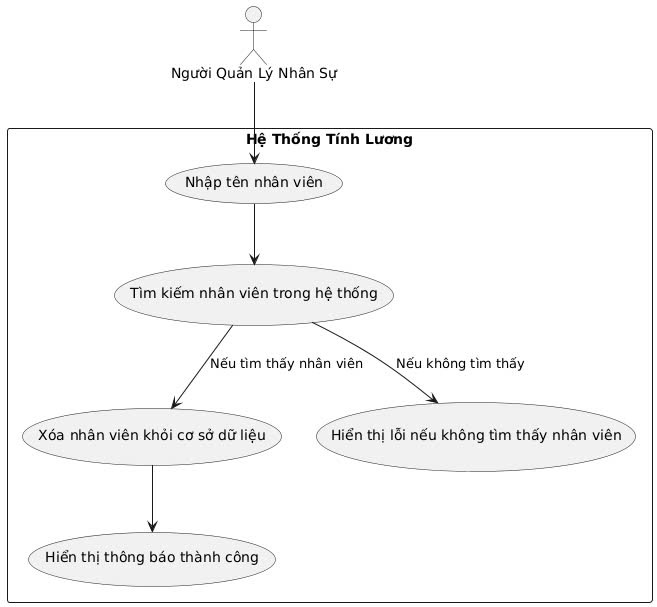 Người Quản Lý Nhân Sự
Hệ Thống Tính Lương
Nhập tên nhân viên
Tìm kiếm nhân viên trong hệ thống
Nếu tìm thấy nhân viên
Nếu không tìm thấy
Xóa nhân viên khỏi cơ sở dữ liệu
Hiển thị lỗi nếu không tìm thấy nhân viên
Hiển thị thông báo thành công